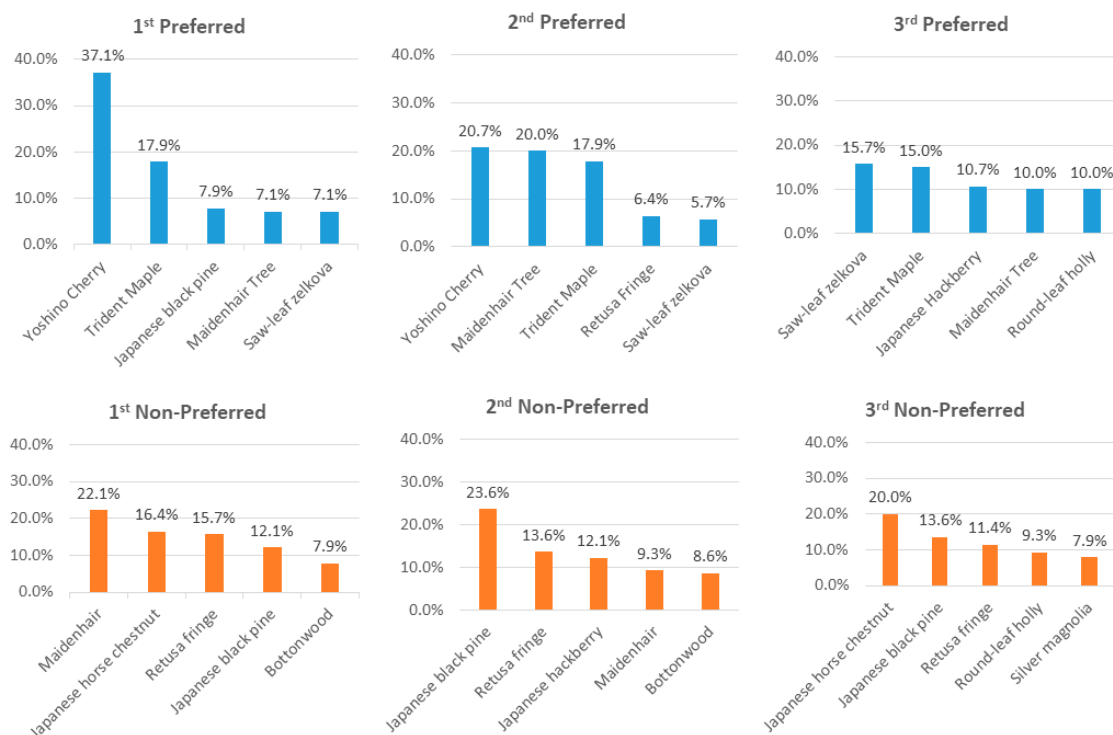 1st Preferred
40.0%
30.0%
20.0%
10.0%
0.0%
37.1%
17.9%
7.9%
7.1%
7.1%
Yoshino Cherry
Trident Maple
Japanese black pine
Maidenhair Tree
Saw-leaf zelkova
2nd Preferred
40.0%
30.0%
20.0%
10.0%
0.0%
20.7%
20.0%
17.9%
6.4%
5.7%
Yoshino Cherry
Maidenhair Tree
Trident Maple
Retusa Fringe
Saw-leaf zelkova
3rd Preferred
40.0%
30.0%
20.0%
10.0%
0.0%
15.7%
15.0%
10.7%
10.0%
10.0%
Saw-leaf zelkova
Trident Maple
Japanese Hackberry
Maidenhair Tree
Round-leaf holly
1st Non-Preferred
40.0%
30.0%
20.0%
10.0%
0.0%
22.1%
16.4%
15.7%
12.1%
7.9%
Maidenhair
Japanese horse chestnut
Retusa fringe
Japanese black pine
Bottonwood
2nd Non-Preferred
40.0%
30.0%
20.0%
10.0%
0.0%
23.6%
13.6%
12.1%
9.3%
8.6%
Japanese black pine
Retusa fringe
Japanese hackberry
Maidenhair
Bottonwood
3rd Non-Preferred
40.0%
30.0%
20.0%
10.0%
0.0%
20.0%
13.6%
11.4%
9.3%
7.9%
Japanese horse chestnut
Japanese black pine
Retusa fringe
Round-leaf holly
Silver magnolia